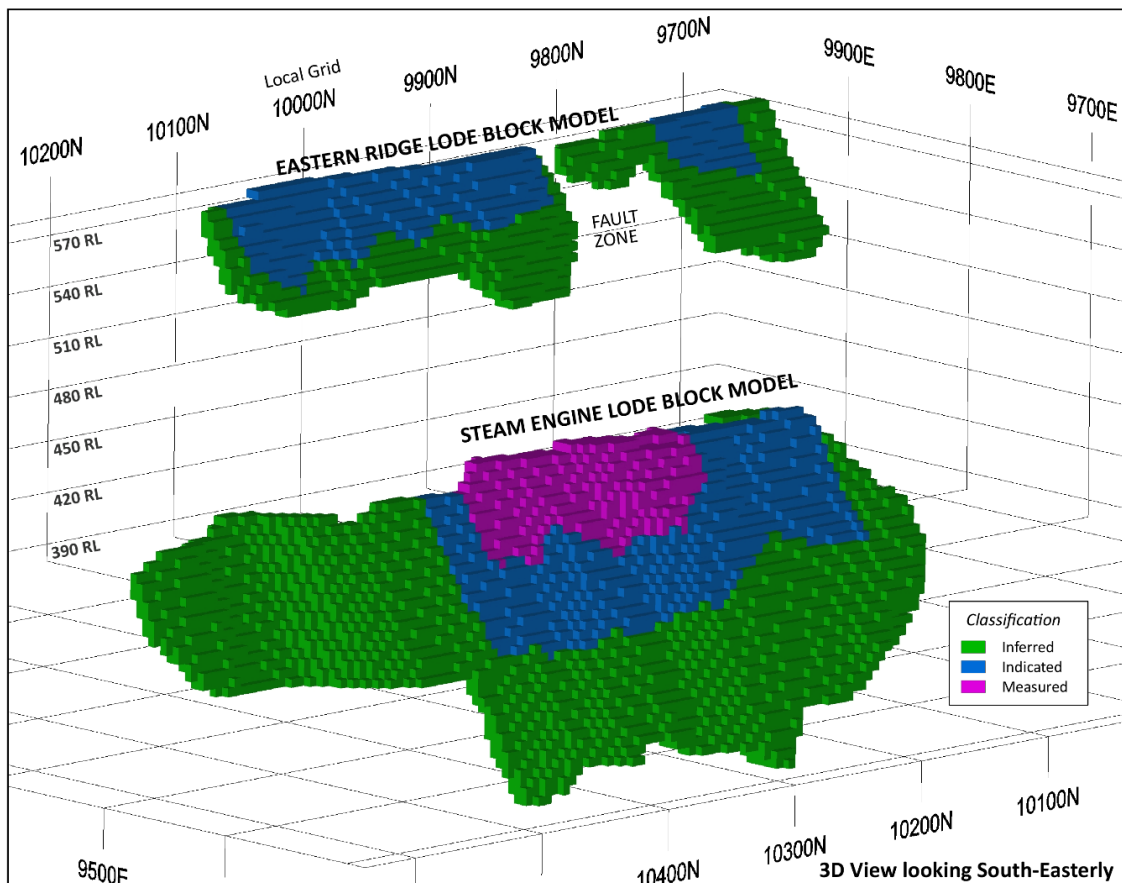 Local Grid
10200N
10100N
10000N
9900N
9800N
9700N
9900E
9800E
9700E
EASTERN RIDGE LODE BLOCK MODEL
FAULT
ZONE
570 RL
540 RL
510 RL
480 RL
450 RL
420 RL
390 RL
STEAM ENGINE LODE BLOCK MODEL
Classification
Inferred
Indicated
Measured
9500E
10400N
10300N
10200N
10100N
3D View looking South-Easterly